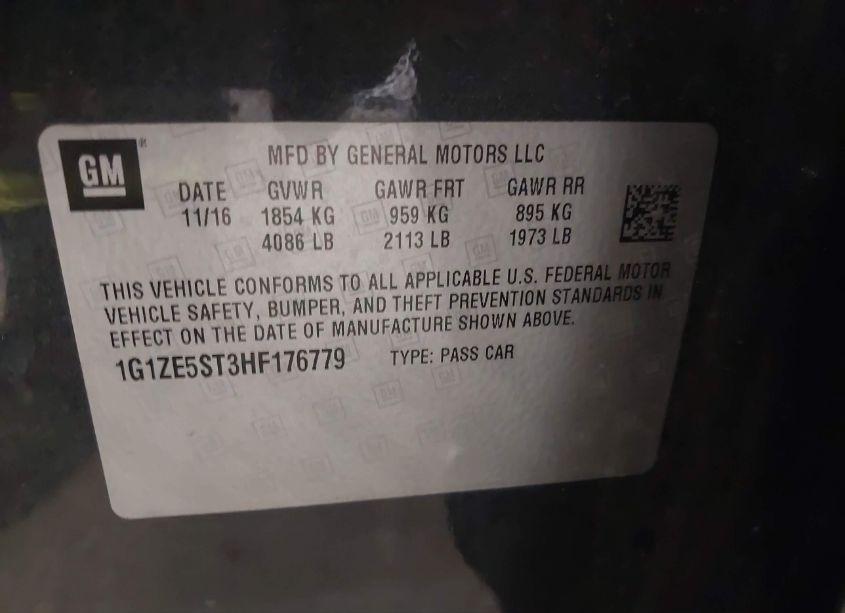 GM ®
MFD BY GENERAL MOTORS LLC
DATE GVWR GAWR FRT GAWR RR
11/16 1854 KG 959 KG 895 KG
4086 LB 2113 LB 1973 LB
THIS VEHICLE CONFORMS TO ALL APPLICABLE U.S. FEDERAL MOTOR
VEHICLE SAFETY, BUMPER, AND THEFT PREVENTION STANDARDS IN
EFFECT ON THE DATE OF MANUFACTURE SHOWN ABOVE.
1G1ZE5ST3HF176779 TYPE: PASS CAR